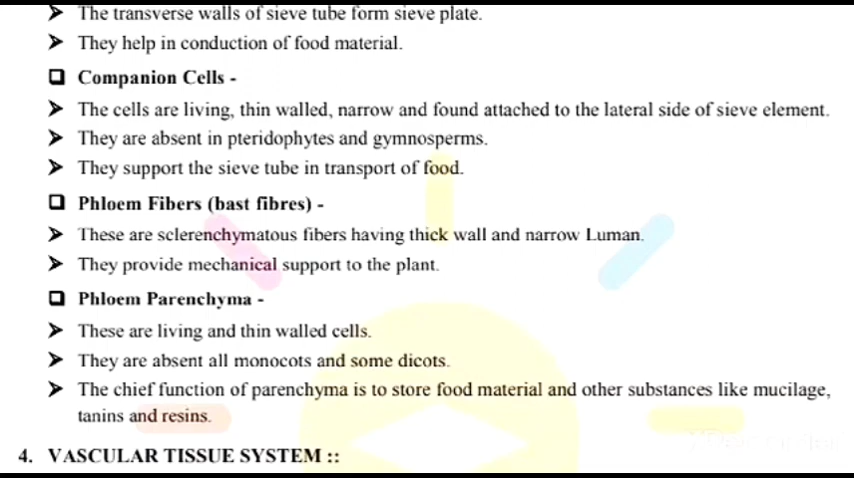 ➤ The transverse walls of sieve tube form sieve plate.
➤ They help in conduction of food material.
❑ Companion Cells -
➤ The cells are living, thin walled, narrow and found attached to the lateral side of sieve element.
➤ They are absent in pteridophytes and gymnosperms.
➤ They support the sieve tube in transport of food.
❑ Phloem Fibers (bast fibres) -
➤ These are sclerenchymatous fibers having thick wall and narrow Luman.
➤ They provide mechanical support to the plant.
❑ Phloem Parenchyma -
➤ These are living and thin walled cells.
➤ They are absent all monocots and some dicots.
➤ The chief function of parenchyma is to store food material and other substances like mucilage,
tanins and resins.
4. VASCULAR TISSUE SYSTEM ::